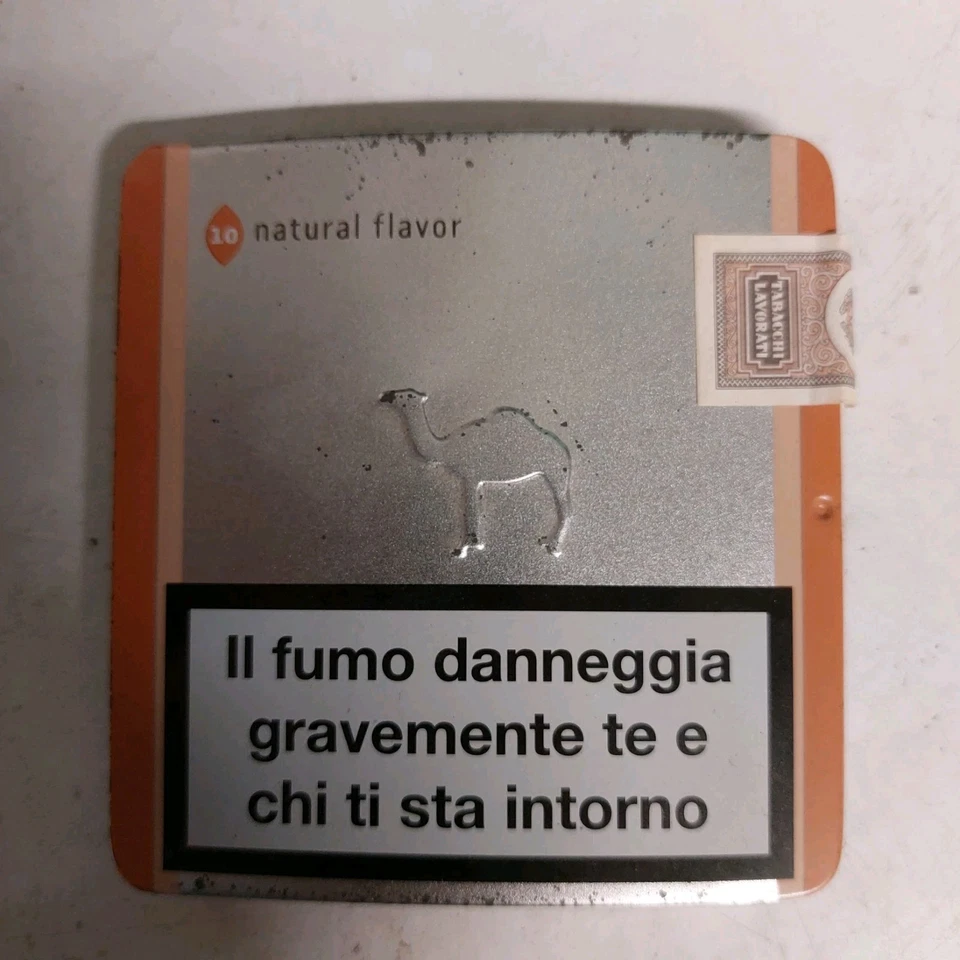 10 natural flavor
TABACCHI
LAVORATI
Il fumo danneggia
gravemente te e
chi ti sta intorno